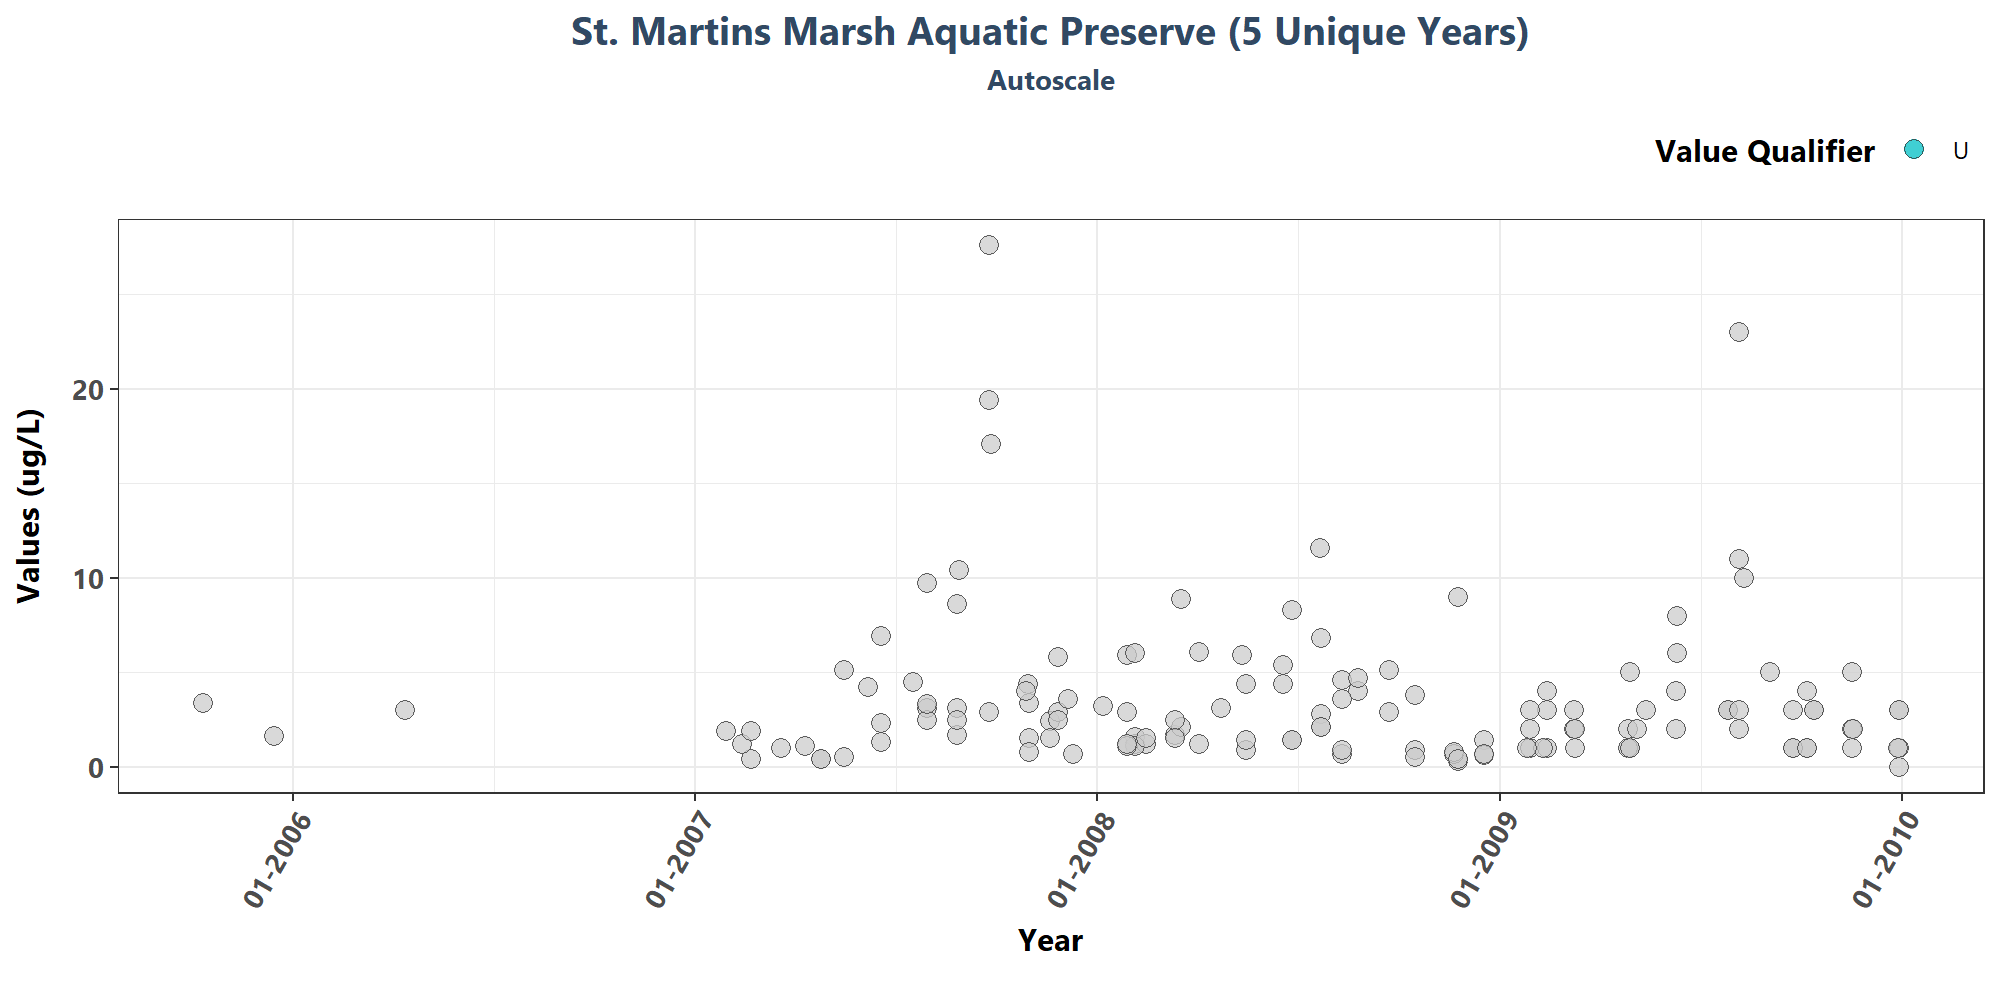 St. Martins Marsh Aquatic Preserve (5 Unique Years)
Autoscale
Value Qualifier U
Values (ug/L)
20
10
0
01-2006
01-2007
01-2008
01-2009
01-2010
Year